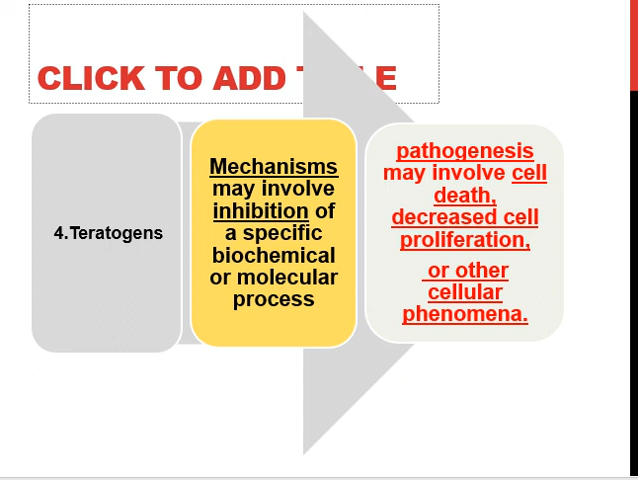 CLICK TO ADD T LE
4.Teratogens
Mechanisms
may involve
inhibition of
a specific
biochemical
or molecular
process
pathogenesis
may involve cell
death,
decreased cell
proliferation,
or other
cellular
phenomena.